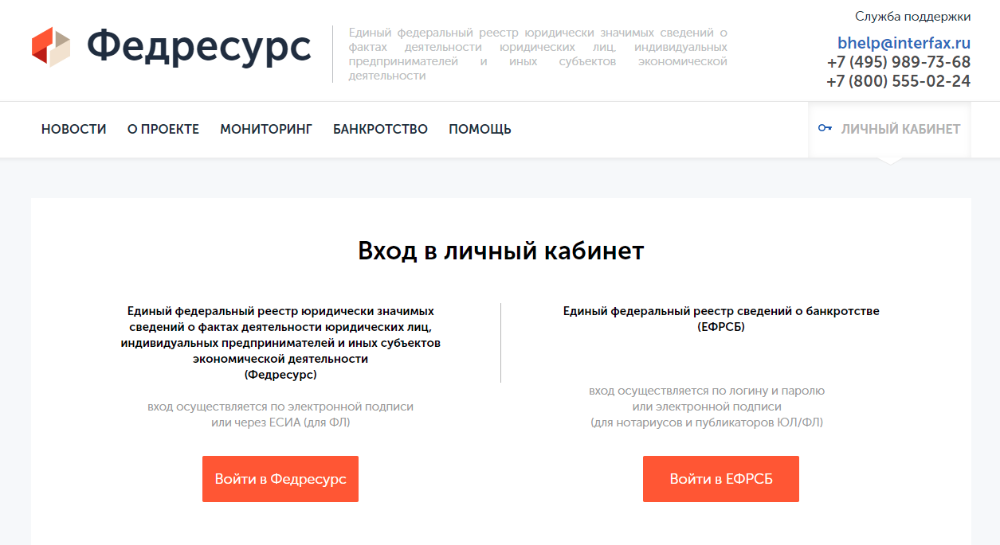 Федресурс
Единый федеральный реестр юридически значимых сведений о
фактах деятельности юридических лиц, индивидуальных
предпринимателей и иных субъектов экономической
деятельности
Служба поддержки
bhelp@interfax.ru
+7 (495) 989-73-68
+7 (800) 555-02-24
НОВОСТИ О ПРОЕКТЕ МОНИТОРИНГ БАНКРОТСТВО ПОМОЩЬ ЛИЧНЫЙ КАБИНЕТ
Вход в личный кабинет
Единый федеральный реестр юридически значимых
сведений о фактах деятельности юридических лиц,
индивидуальных предпринимателей и иных субъектов
экономической деятельности
(Федресурс)
вход осуществляется по электронной подписи
или через ЕСИА (для ФЛ)
Войти в Федресурс
Единый федеральный реестр сведений о банкротстве
(ЕФРСБ)
вход осуществляется по логину и паролю
или электронной подписи
(для нотариусов и публикаторов ЮЛ/ФЛ)
Войти в ЕФРСБ